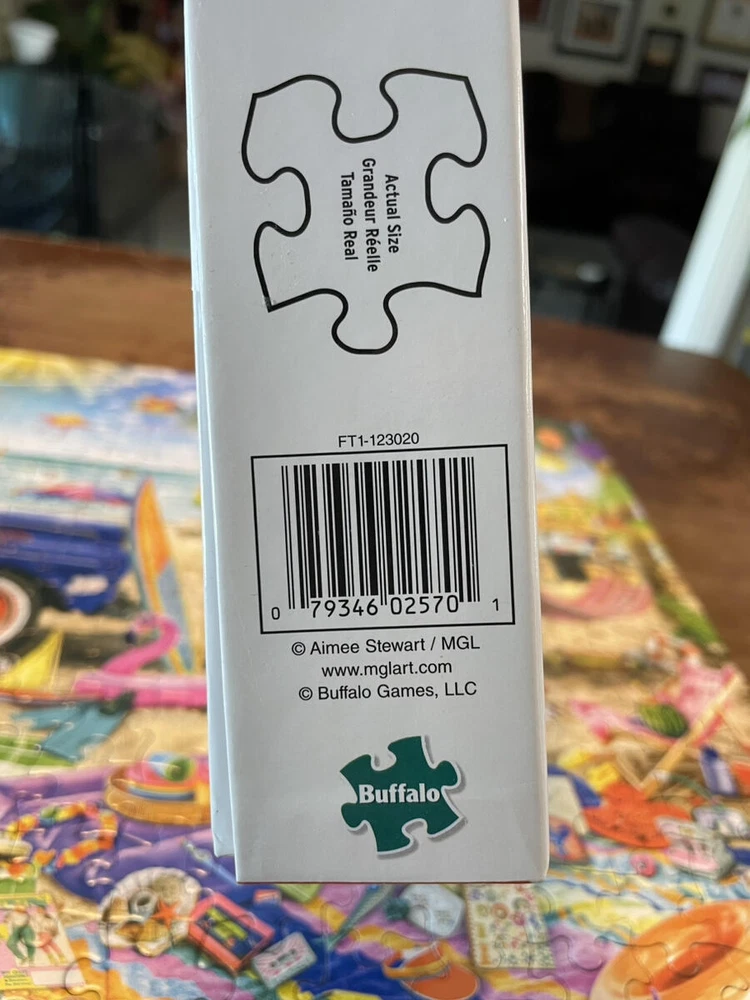 Actual Size
Grandeur Réelle
Tamaño Real
FT1-123020
0 79346 02570 1
© Aimee Stewart / MGL
www.mglart.com
© Buffalo Games, LLC
Buffalo